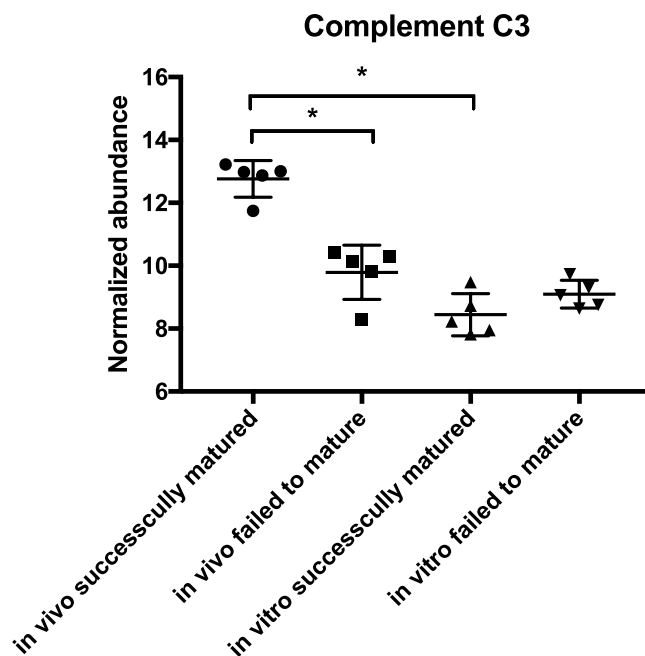 Complement C3
*
*
Normalized abundance
16
14
12
10
8
6
in vivo successcully matured
in vivo failed to mature
in vitro successcully matured
in vitro failed to mature